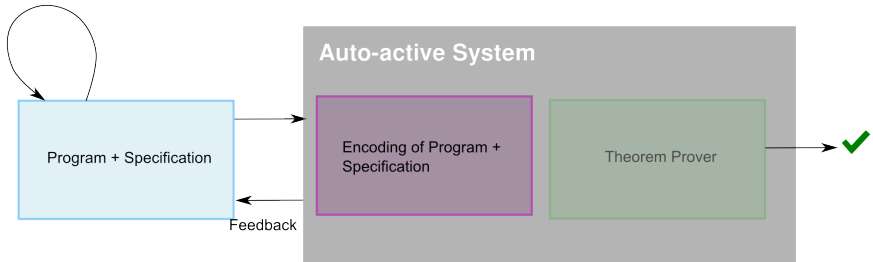 Auto-active System
Program + Specification
Encoding of Program +
Specification
Theorem Prover
Feedback